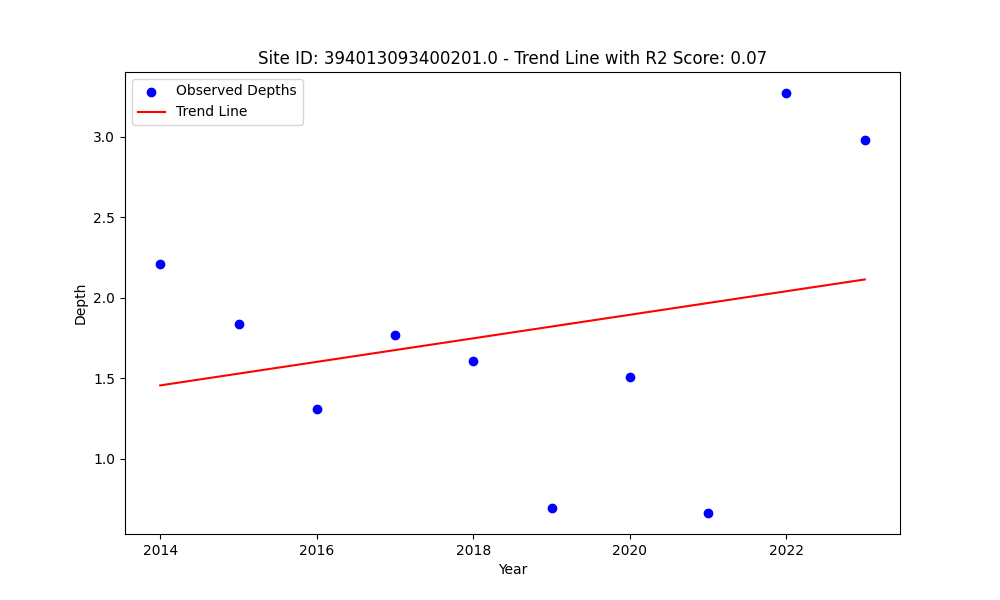 Site ID: 394013093400201.0 - Trend Line with R2 Score: 0.07
Observed Depths
Trend Line
3.0
2.5
2.0
1.5
1.0
Depth
2014
2016
2018
2020
2022
Year